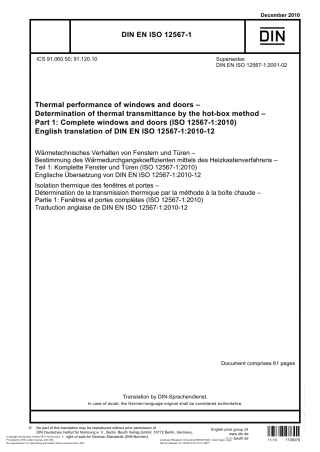 December 2010
DIN EN ISO 12567-1
DIN
ICS 91.060.50; 91.120.10
Supersedes
DIN EN ISO 12567-1:2001-02
Thermal performance of windows and doors –
Determination of thermal transmittance by the hot-box method –
Part 1: Complete windows and doors (ISO 12567-1:2010)
English translation of DIN EN ISO 12567-1:2010-12
Wärmetechnisches Verhalten von Fenstern und Türen –
Bestimmung des Wärmedurchgangskoeffizienten mittels des Heizkastenverfahrens –
Teil 1: Komplette Fenster und Türen (ISO 12567-1:2010)
Englische Übersetzung von DIN EN ISO 12567-1:2010-12
Isolation thermique des fenêtres et portes –
Détermination de la transmission thermique par la méthode à la boîte chaude –
Partie 1: Fenêtres et portes complètes (ISO 12567-1:2010)
Traduction anglaise de DIN EN ISO 12567-1:2010-12
Document comprises 61 pages
Translation by DIN-Sprachendienst.
In case of doubt, the German-language original shall be considered authoritative.
© No part of this translation may be reproduced without prior permission of
DIN Deutsches Institut für Normung e. V., Berlin. Beuth Verlag GmbH, 10772 Berlin, Germany,
right of sale for German Standards (DIN-Normen).
English price group 24
www.din.de
www.beuth.de
11.10